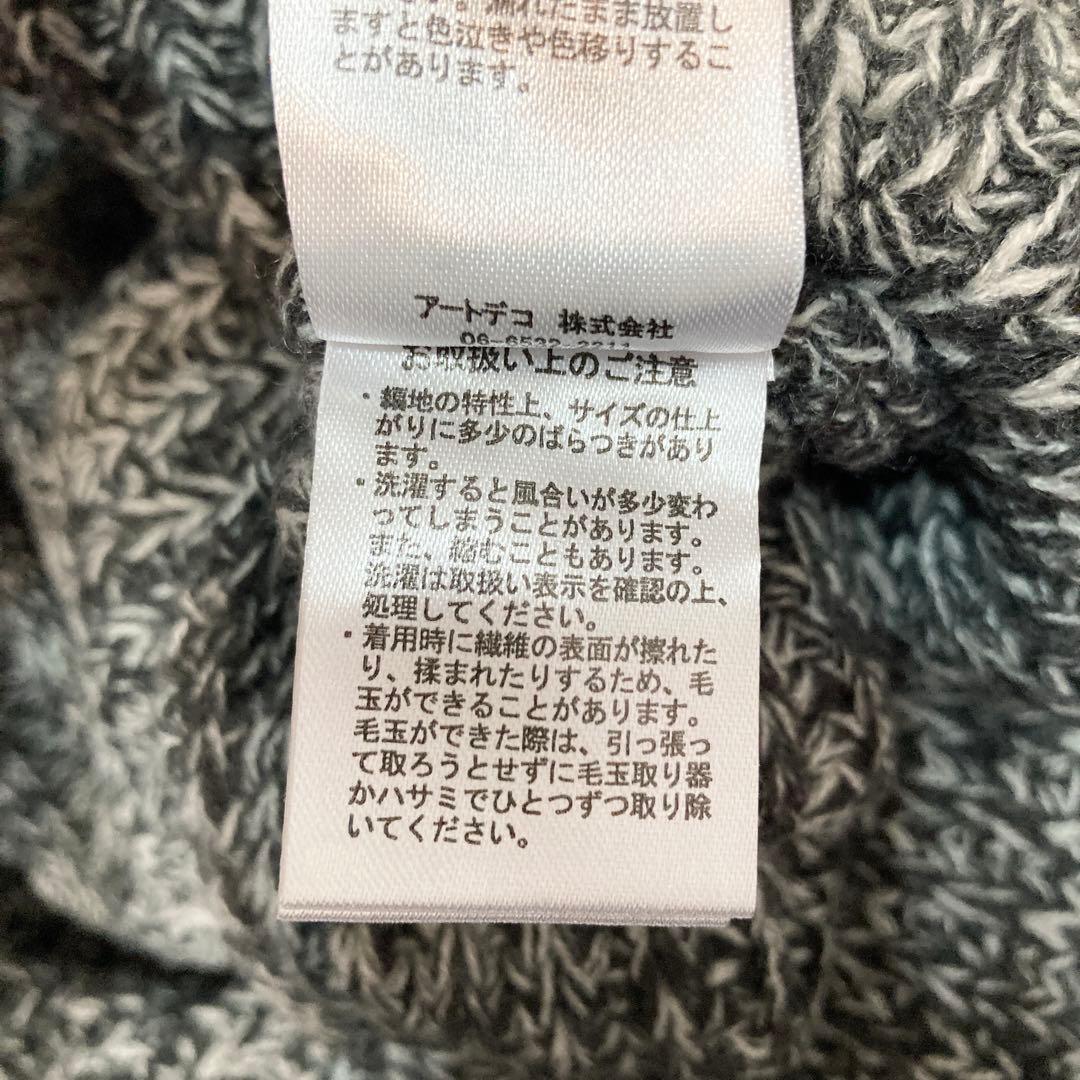 放置し
ますと色泣きや色移りするこ
とがあります。
アートデコ 株式会社
お取扱い上のご注意
・編地の特性上、サイズの仕上
がりに多少のばらつきがあり
ます。
・洗濯すると風合いが多少変わ
ってしまうことがあります。
また、縮むこともあります。
洗濯は取扱い表示を確認の上、
処理してください。
・着用時に繊維の表面が擦れた
り、揉まれたりするため、毛
玉ができることがあります。
毛玉ができた際は、引っ張っ
て取ろうとせずに毛玉取り器
かハサミでひとつずつ取り除
いてください。